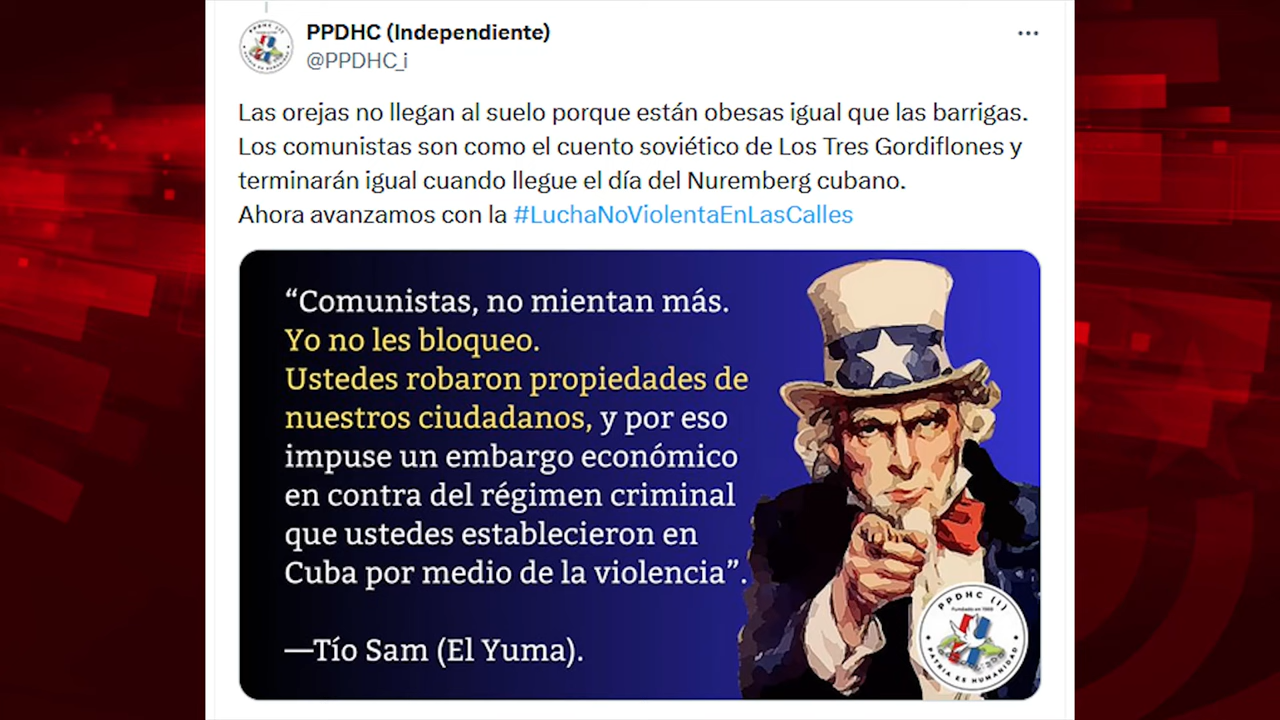 PPDHC (Independiente)
@PPDHC_i
Las orejas no llegan al suelo porque están obesas igual que las barrigas.
Los comunistas son como el cuento soviético de Los Tres Gordiflones y
terminarán igual cuando llegue el día del Nuremberg cubano.
Ahora avanzamos con la #LuchaNoViolentaEnLasCalles
“Comunistas, no mientan más.
Yo no les bloqueo.
Ustedes robaron propiedades de
nuestros ciudadanos, y por eso
impuse un embargo económico
en contra del régimen criminal
que ustedes establecieron en
Cuba por medio de la violencia”.
—Tío Sam (El Yuma).
PPDHC (I)
PATRIA ES HUMANIDAD